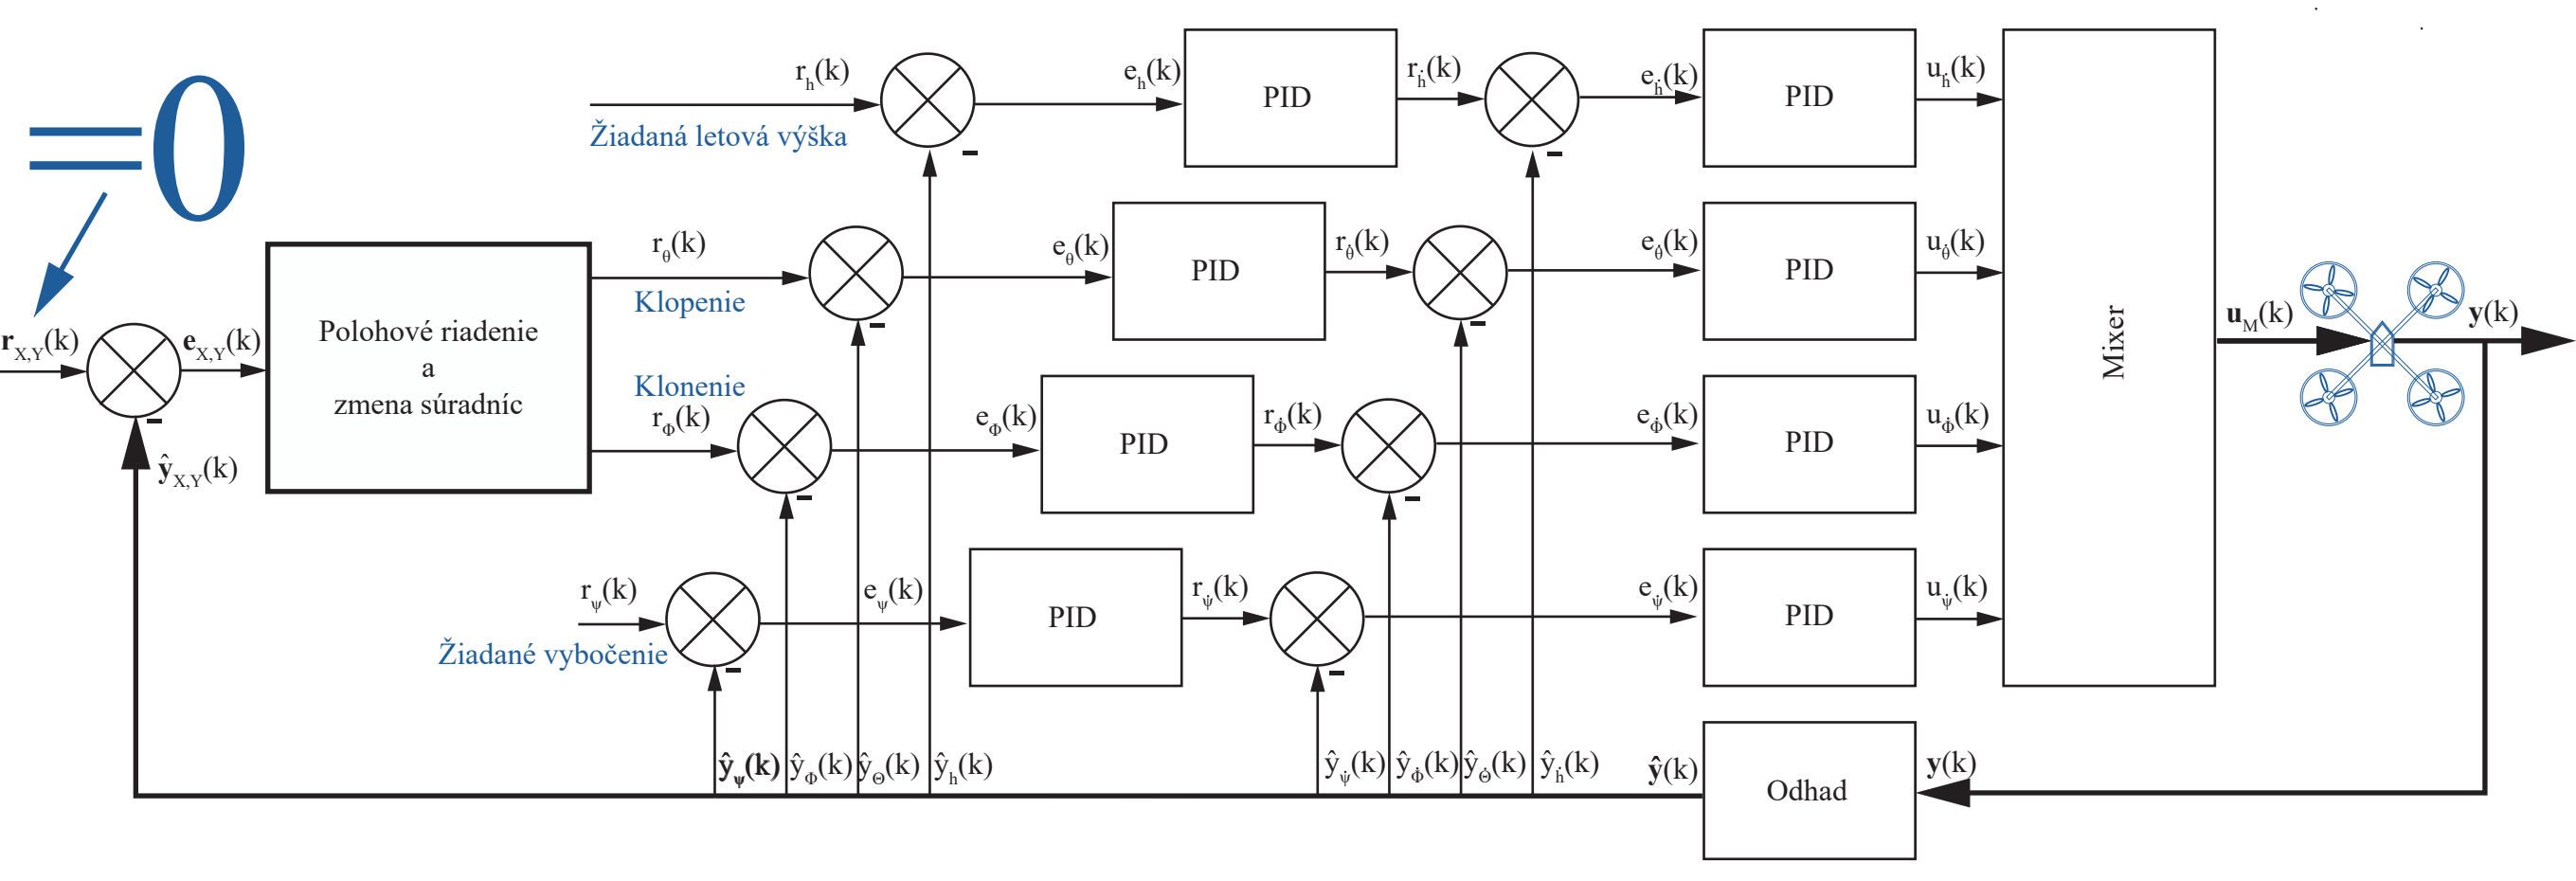 =0
r_h(k)
Žiadaná letová výška
e_h(k)
PID
r_ḣ(k)
e_ḣ(k)
PID
u_ḣ(k)
r_θ(k)
Klopenie
e_θ(k)
PID
r_θ̇(k)
e_θ̇(k)
PID
u_θ̇(k)
r_X,Y(k)
e_X,Y(k)
Polohové riadenie
a
zmena súradníc
ŷ_X,Y(k)
Klonenie
r_Φ(k)
e_Φ(k)
PID
r_Φ̇(k)
e_Φ̇(k)
PID
u_Φ̇(k)
Mixer
u_M(k)
y(k)
r_ψ(k)
Žiadané vybočenie
e_ψ(k)
PID
r_ψ̇(k)
e_ψ̇(k)
PID
u_ψ̇(k)
ŷ_ψ(k)
ŷ_Φ(k)
ŷ_Θ(k)
ŷ_h(k)
ŷ_ψ̇(k)
ŷ_Φ̇(k)
ŷ_Θ̇(k)
ŷ_ḣ(k)
ŷ(k)
Odhad
y(k)